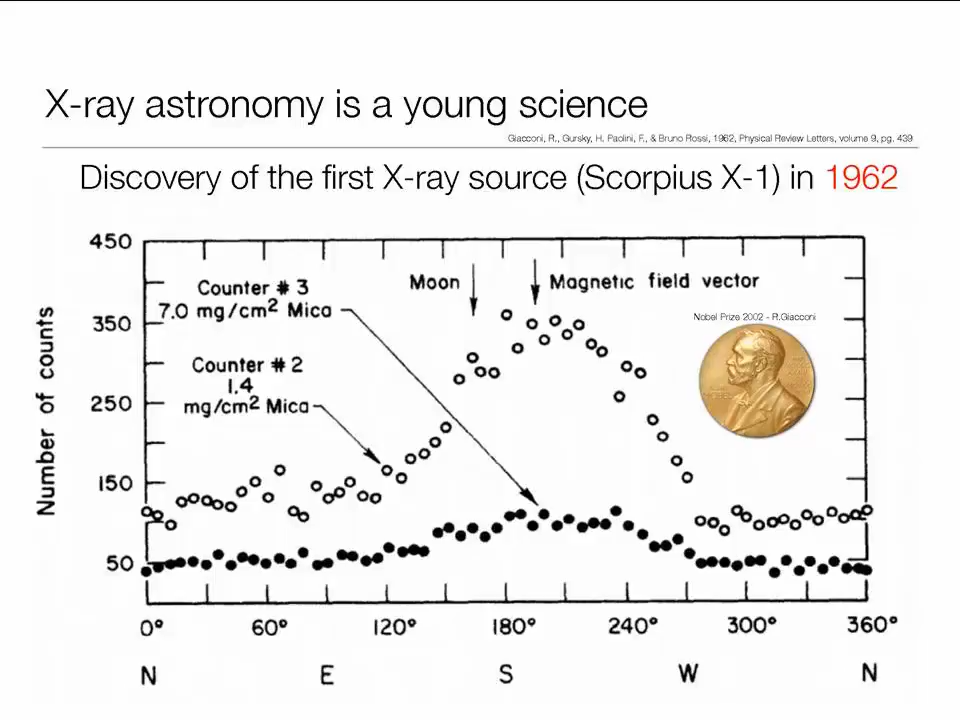 X-ray astronomy is a young science
Giacconi, R., Gursky, H. Paolini, F., & Bruno Rossi, 1962, Physical Review Letters, volume 9, pg. 439
Discovery of the first X-ray source (Scorpius X-1) in 1962
450
350
250
150
50
Number of counts
Counter # 3
7.0 mg/cm2 Mica
Moon
Magnetic field vector
Counter # 2
1.4
mg/cm2 Mica
Nobel Prize 2002 - R.Giacconi
0° 60° 120° 180° 240° 300° 360°
N E S W N